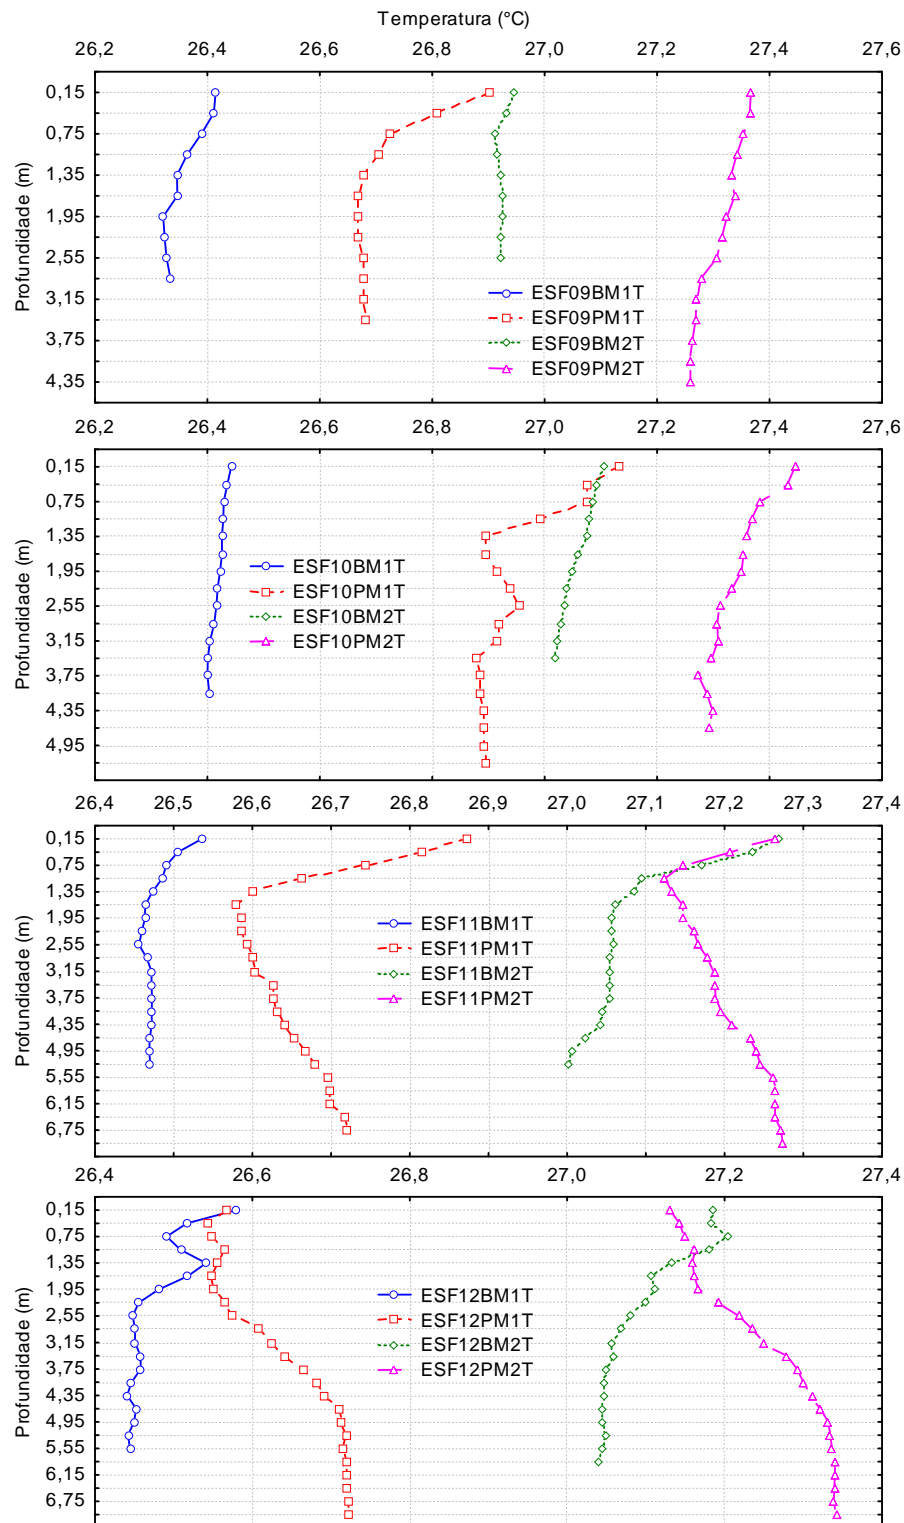 Temperatura (°C)
26,2 26,4 26,6 26,8 27,0 27,2 27,4 27,6
Profundidade (m)
0,15
0,75
1,35
1,95
2,55
3,15
3,75
4,35
ESF09BM1T
ESF09PM1T
ESF09BM2T
ESF09PM2T
26,2 26,4 26,6 26,8 27,0 27,2 27,4 27,6
Profundidade (m)
0,15
0,75
1,35
1,95
2,55
3,15
3,75
4,35
4,95
ESF10BM1T
ESF10PM1T
ESF10BM2T
ESF10PM2T
26,4 26,5 26,6 26,7 26,8 26,9 27,0 27,1 27,2 27,3 27,4
Profundidade (m)
0,15
0,75
1,35
1,95
2,55
3,15
3,75
4,35
4,95
5,55
6,15
6,75
ESF11BM1T
ESF11PM1T
ESF11BM2T
ESF11PM2T
26,4 26,6 26,8 27,0 27,2 27,4
Profundidade (m)
0,15
0,75
1,35
1,95
2,55
3,15
3,75
4,35
4,95
5,55
6,15
6,75
ESF12BM1T
ESF12PM1T
ESF12BM2T
ESF12PM2T